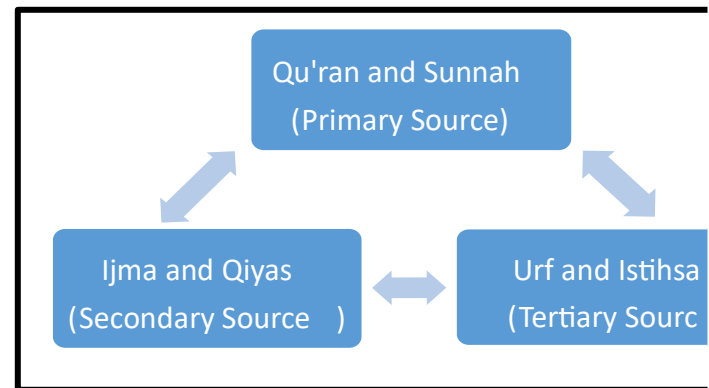 Qu'ran and Sunnah
(Primary Source)
Ijma and Qiyas
(Secondary Source )
Urf and Istihsa
(Tertiary Sourc